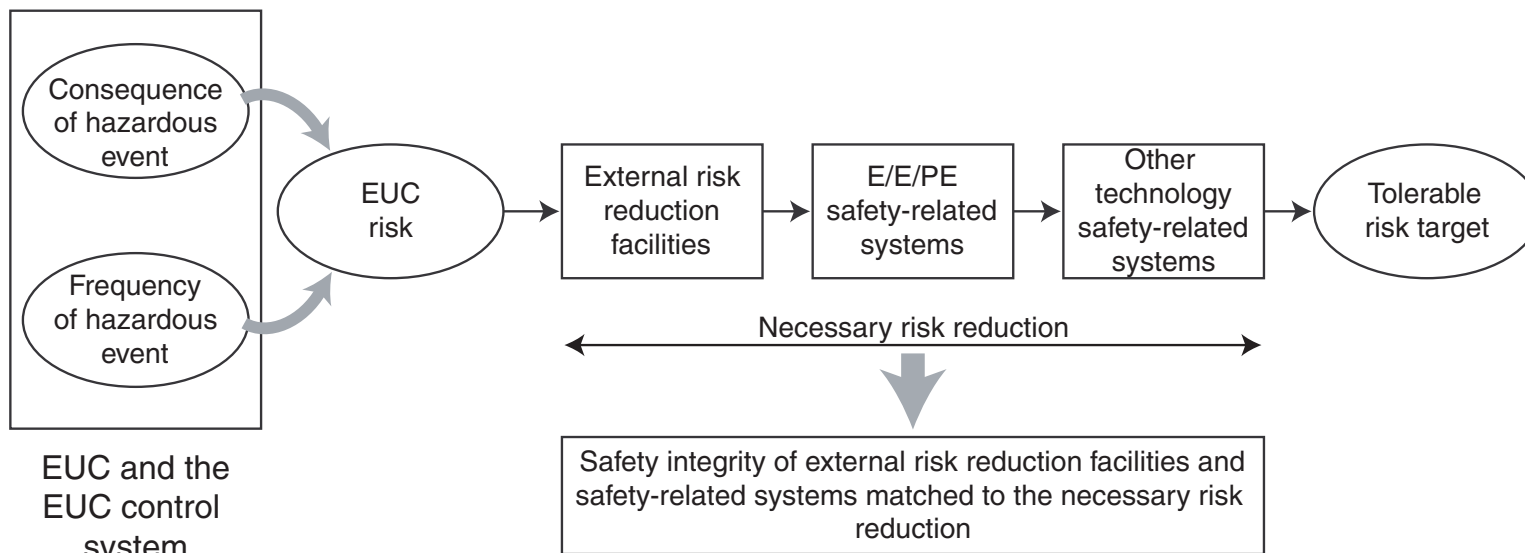 Consequence
of hazardous
event
Frequency
of hazardous
event
EUC and the
EUC control
system
EUC
risk
External risk
reduction
facilities
E/E/PE
safety-related
systems
Other
technology
safety-related
systems
Tolerable
risk target
Necessary risk reduction
Safety integrity of external risk reduction facilities and
safety-related systems matched to the necessary risk
reduction